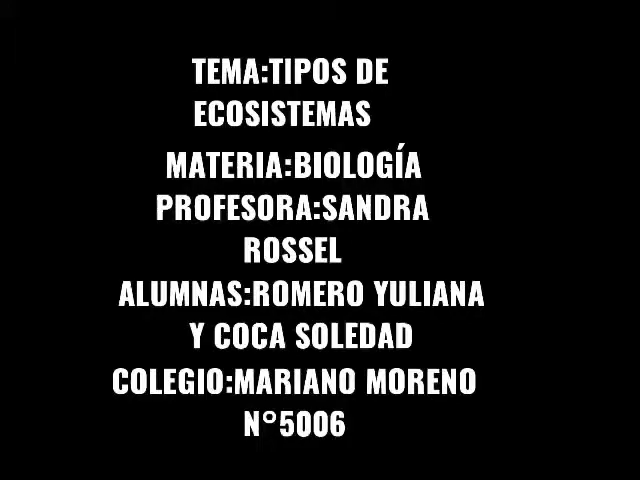 TEMA:TIPOS DE
ECOSISTEMAS
MATERIA:BIOLOGÍA
PROFESORA:SANDRA
ROSSEL
ALUMNAS:ROMERO YULIANA
Y COCA SOLEDAD
COLEGIO:MARIANO MORENO
N°5006